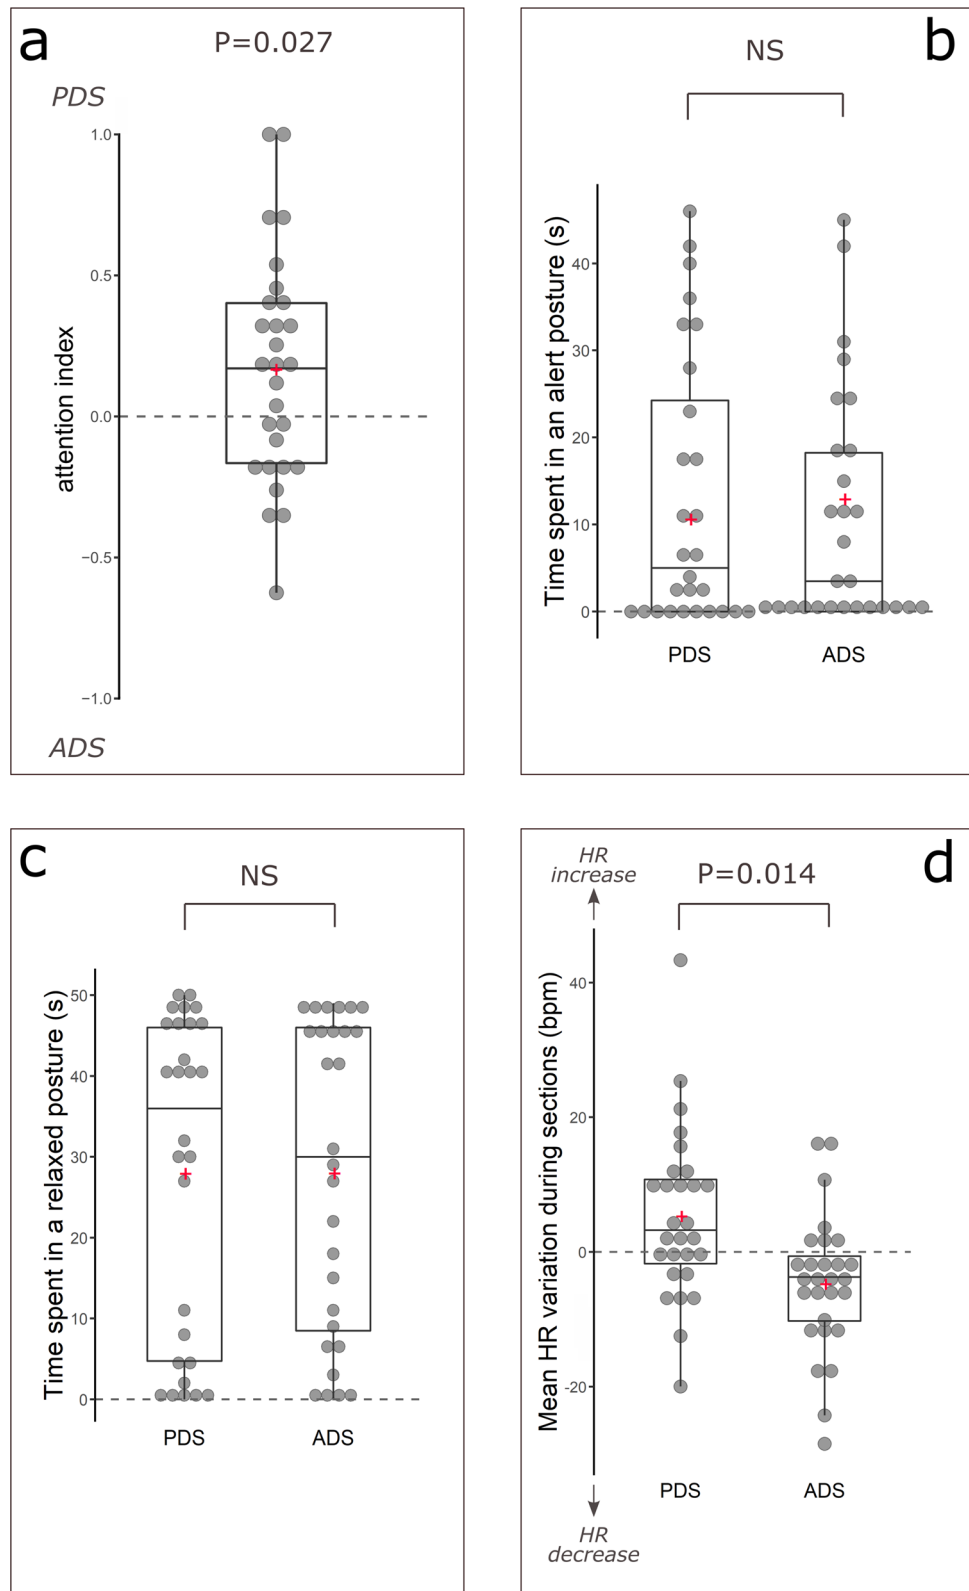 a
P=0.027
PDS
1.0
0.5
0.0
−0.5
−1.0
attention index
ADS
b
NS
Time spent in an alert posture (s)
40
30
20
10
0
PDS
ADS
c
NS
Time spent in a relaxed posture (s)
50
40
30
20
10
0
PDS
ADS
d
HR
increase
P=0.014
Mean HR variation during sections (bpm)
40
20
0
-20
PDS
ADS
HR
decrease